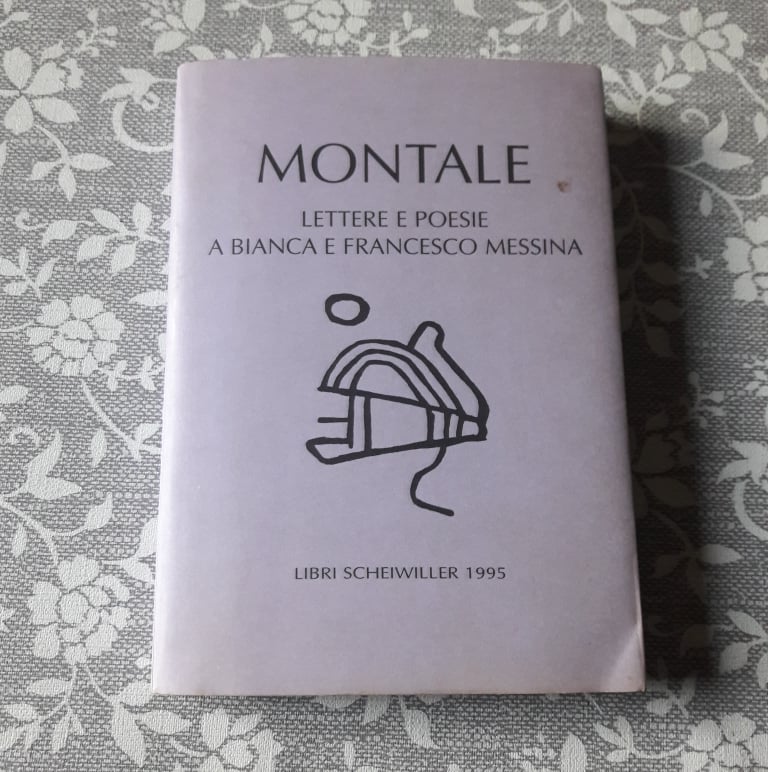 MONTALE
LETTERE E POESIE
A BIANCA E FRANCESCO MESSINA
LIBRI SCHEIWILLER 1995